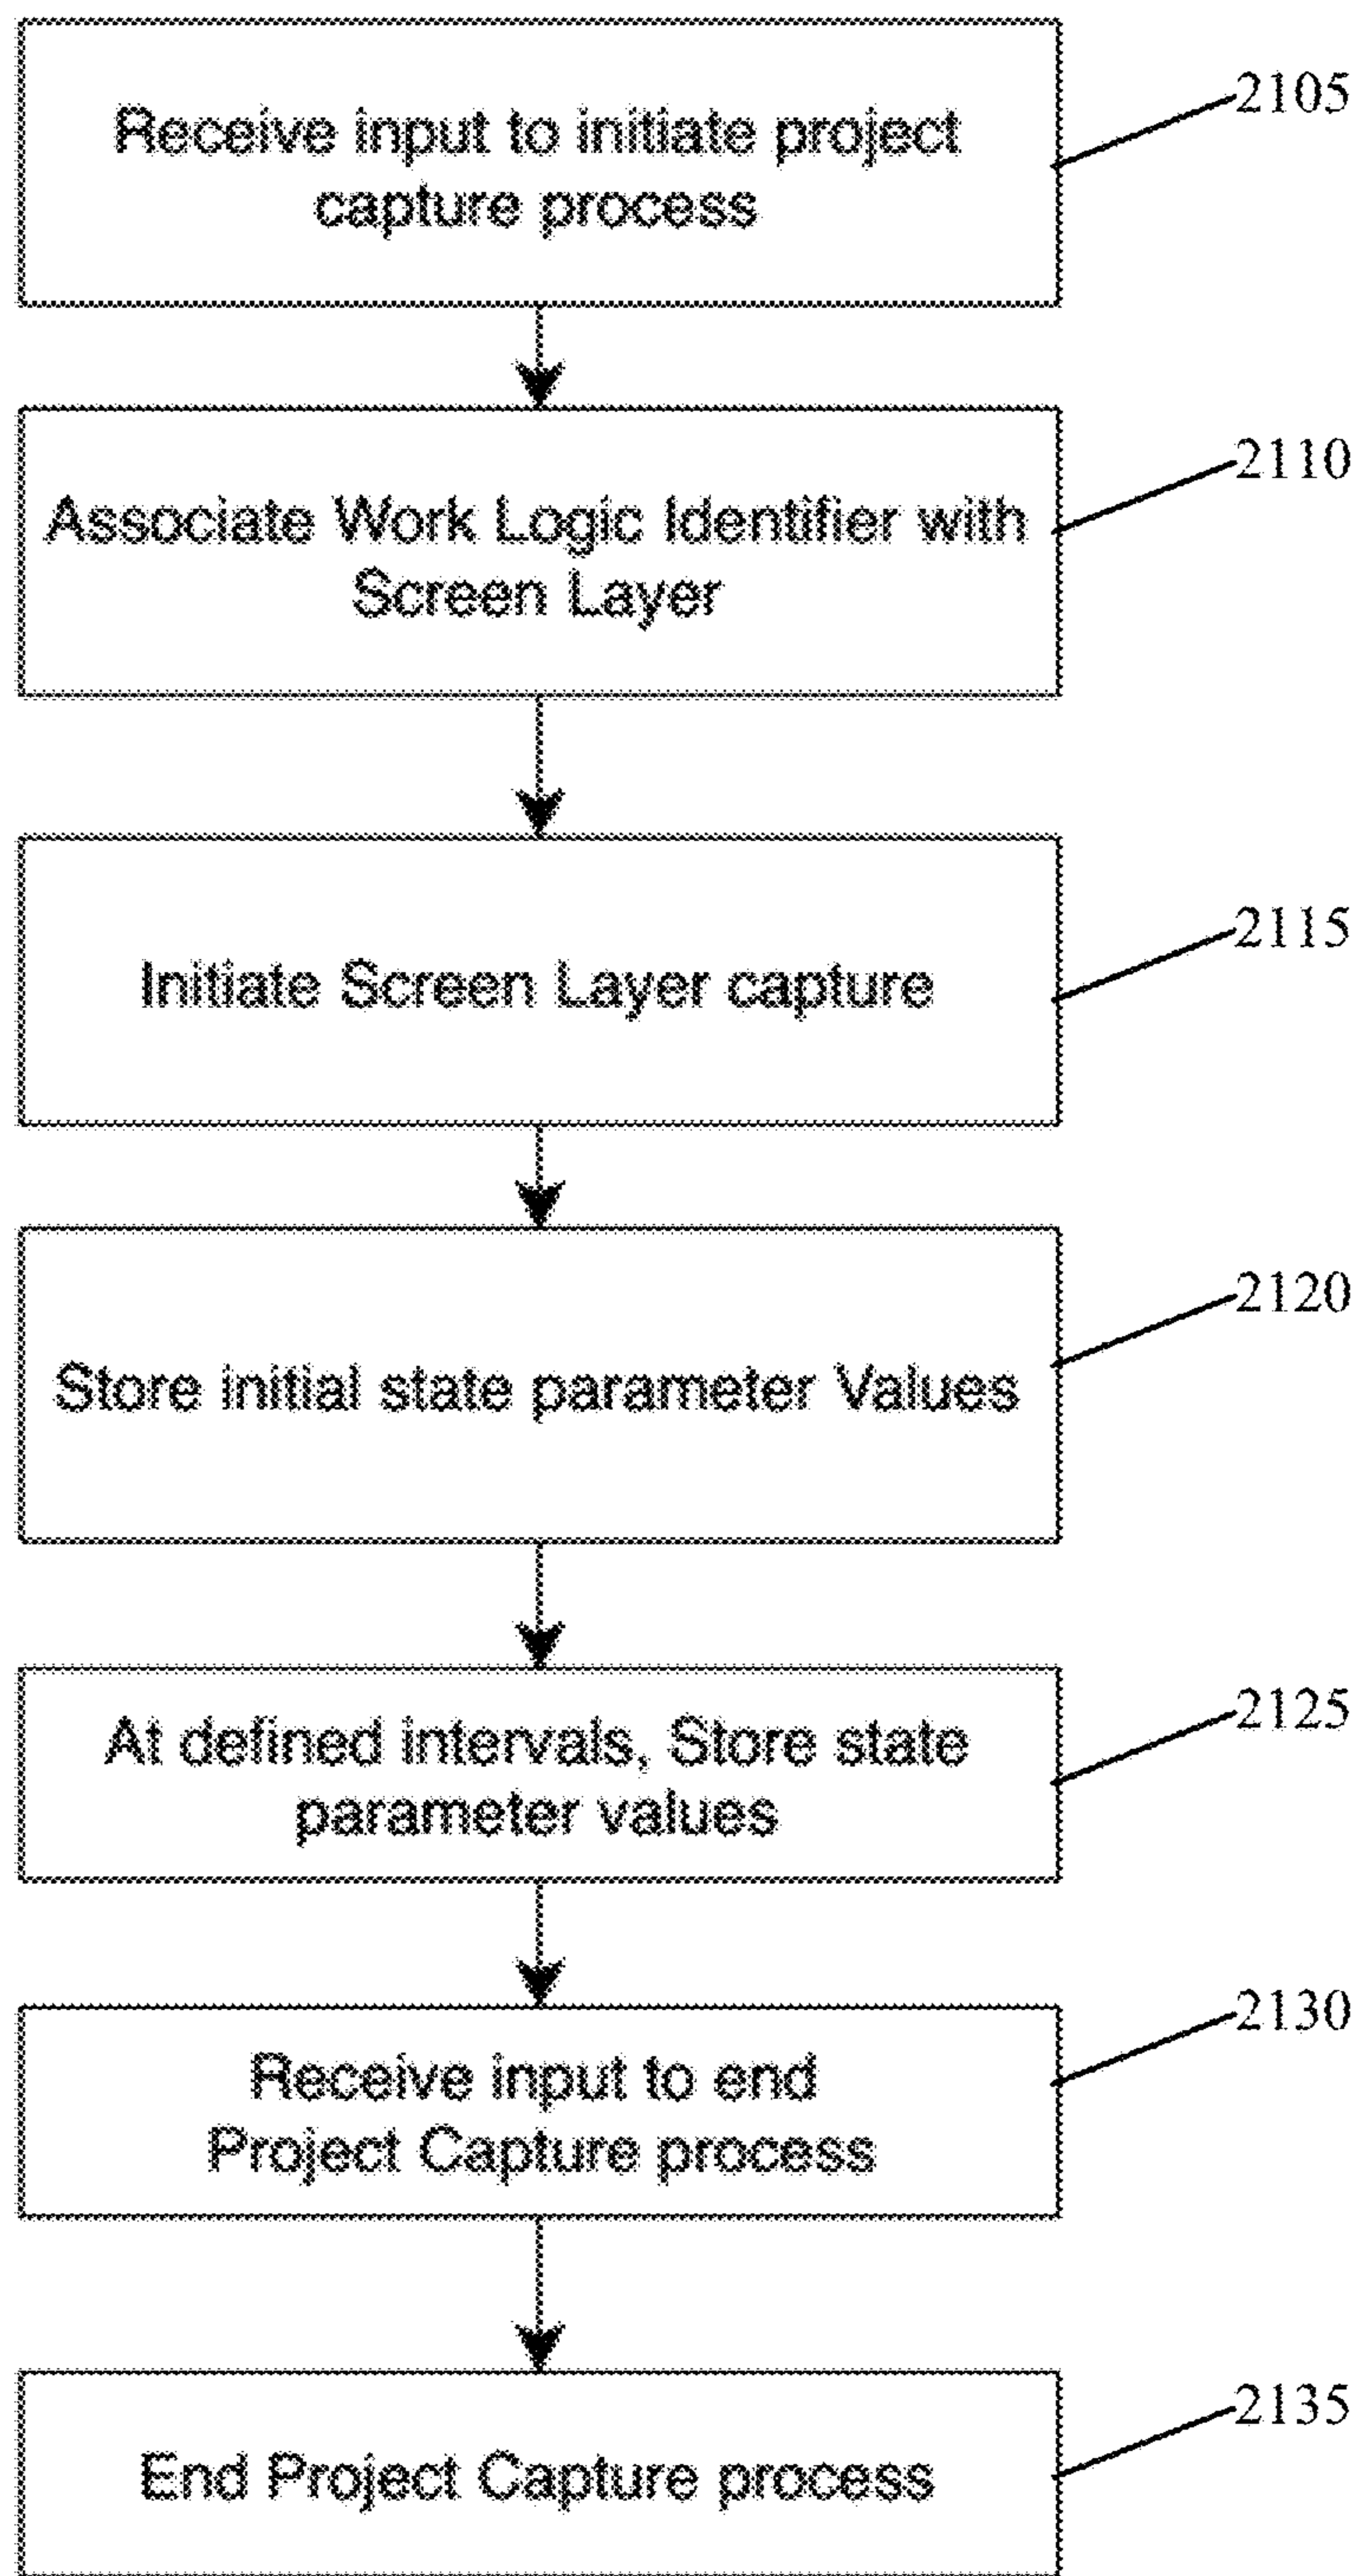 Receive input to initiate project
capture process
2105
Associate Work Logic Identifier with
Screen Layer
2110
Initiate Screen Layer capture
2115
Store initial state parameter Values
2120
At defined intervals, Store state
parameter values
2125
Receive input to end
Project Capture process
2130
End Project Capture process
2135